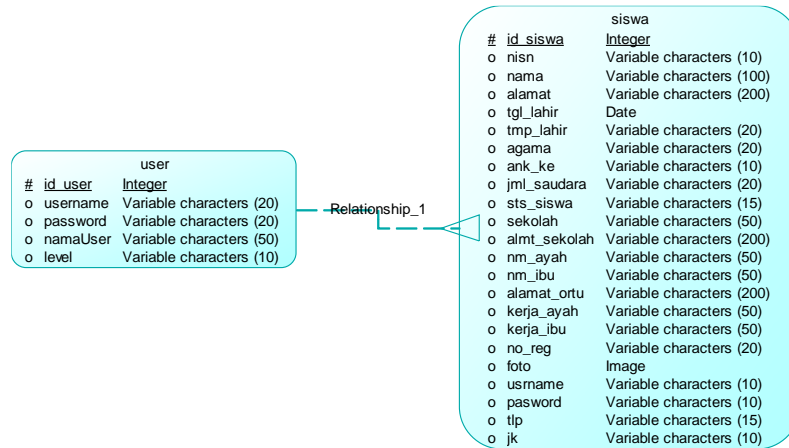 user
# id_user Integer
o username Variable characters (20)
o password Variable characters (20)
o namaUser Variable characters (50)
o level Variable characters (10)
Relationship_1
siswa
# id_siswa Integer
o nisn Variable characters (10)
o nama Variable characters (100)
o alamat Variable characters (200)
o tgl_lahir Date
o tmp_lahir Variable characters (20)
o agama Variable characters (20)
o ank_ke Variable characters (10)
o jml_saudara Variable characters (20)
o sts_siswa Variable characters (15)
o sekolah Variable characters (50)
o almt_sekolah Variable characters (200)
o nm_ayah Variable characters (50)
o nm_ibu Variable characters (50)
o alamat_ortu Variable characters (200)
o kerja_ayah Variable characters (50)
o kerja_ibu Variable characters (50)
o no_reg Variable characters (20)
o foto Image
o usrname Variable characters (10)
o pasword Variable characters (10)
o tlp Variable characters (15)
o jk Variable characters (10)